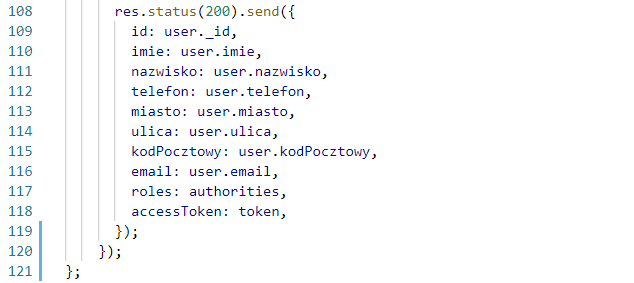 108 res.status(200).send({
109 id: user._id,
110 imie: user.imie,
111 nazwisko: user.nazwisko,
112 telefon: user.telefon,
113 miasto: user.miasto,
114 ulica: user.ulica,
115 kodPocztowy: user.kodPocztowy,
116 email: user.email,
117 roles: authorities,
118 accessToken: token,
119 });
120 });
121 };